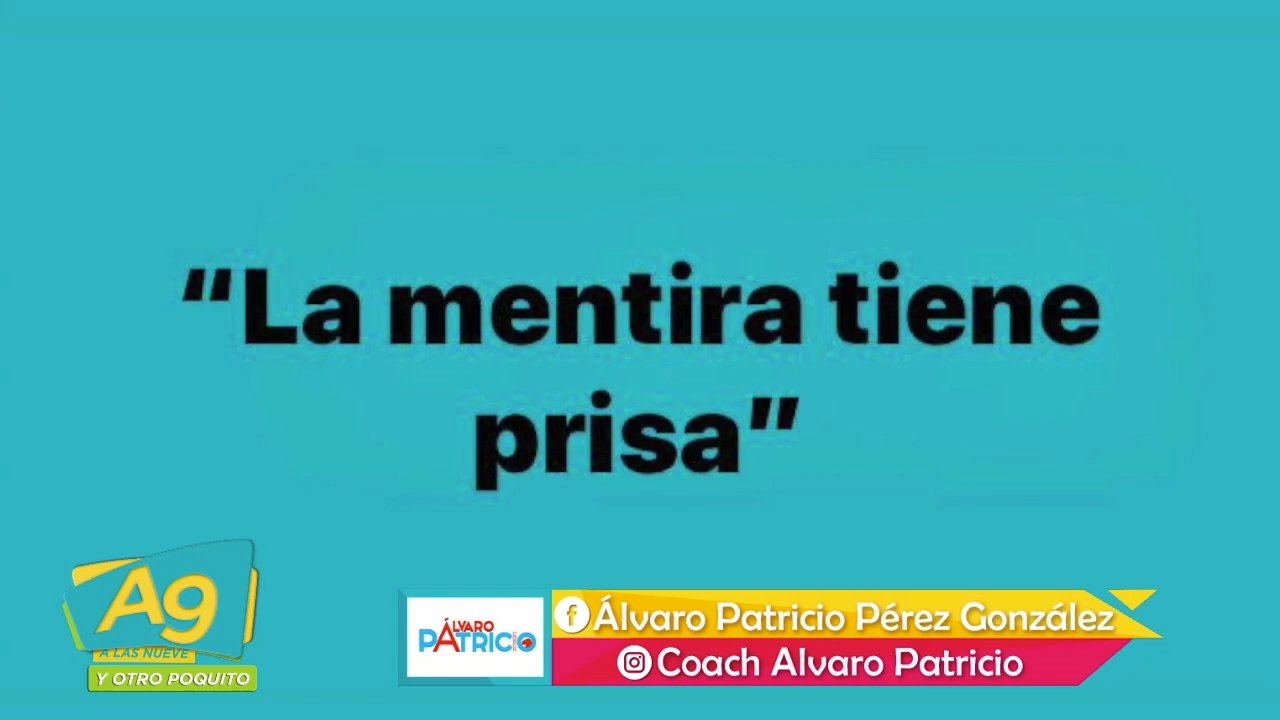 “La mentira tiene
prisa”
A9
A LAS NUEVE
Y OTRO POQUITO
ÁLVARO
PATRICIO
Álvaro Patricio Pérez González
Coach Alvaro Patricio